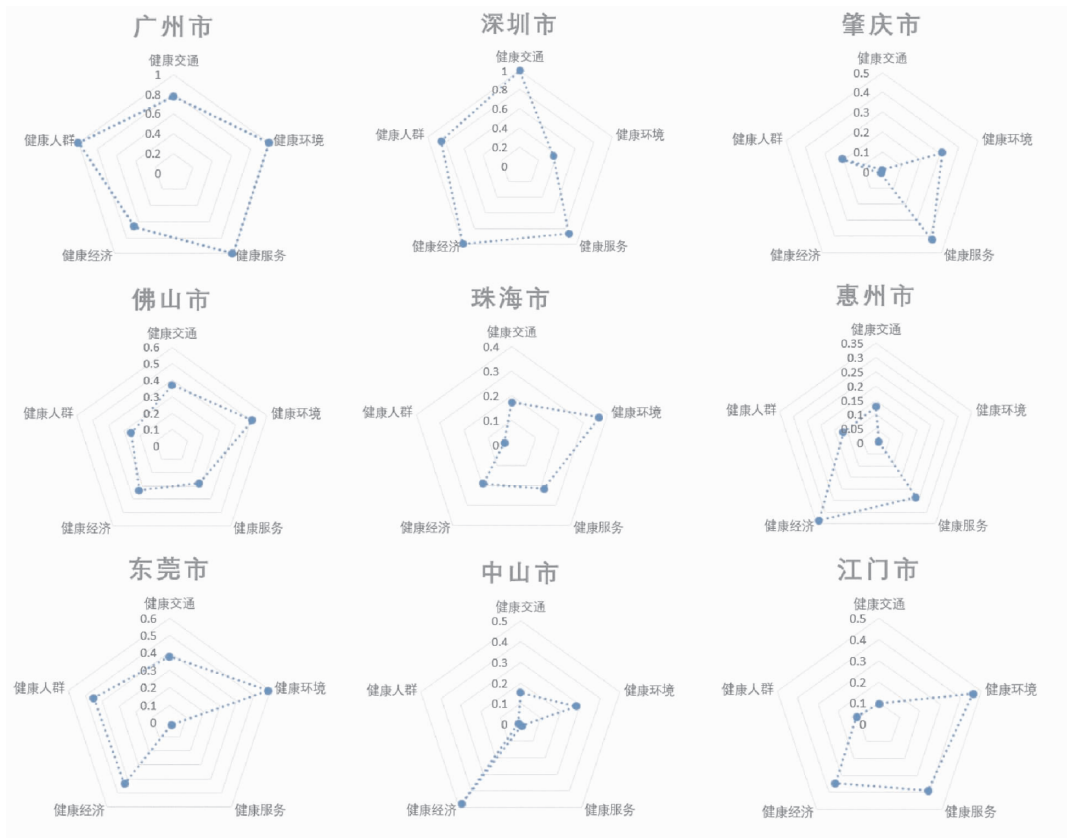 广州市
健康交通
1
0.8
0.6
0.4
0.2
0
健康人群
健康环境
健康经济
健康服务
深圳市
健康交通
1
0.8
0.6
0.4
0.2
0
健康人群
健康环境
健康经济
健康服务
肇庆市
健康交通
0.5
0.4
0.3
0.2
0.1
0
健康人群
健康环境
健康经济
健康服务
佛山市
健康交通
0.6
0.5
0.4
0.3
0.2
0.1
0
健康人群
健康环境
健康经济
健康服务
珠海市
健康交通
0.4
0.3
0.2
0.1
0
健康人群
健康环境
健康经济
健康服务
惠州市
健康交通
0.35
0.3
0.25
0.2
0.15
0.1
0.05
0
健康人群
健康环境
健康经济
健康服务
东莞市
健康交通
0.6
0.5
0.4
0.3
0.2
0.1
0
健康人群
健康环境
健康经济
健康服务
中山市
健康交通
0.5
0.4
0.3
0.2
0.1
0
健康人群
健康环境
健康经济
健康服务
江门市
健康交通
0.5
0.4
0.3
0.2
0.1
0
健康人群
健康环境
健康经济
健康服务